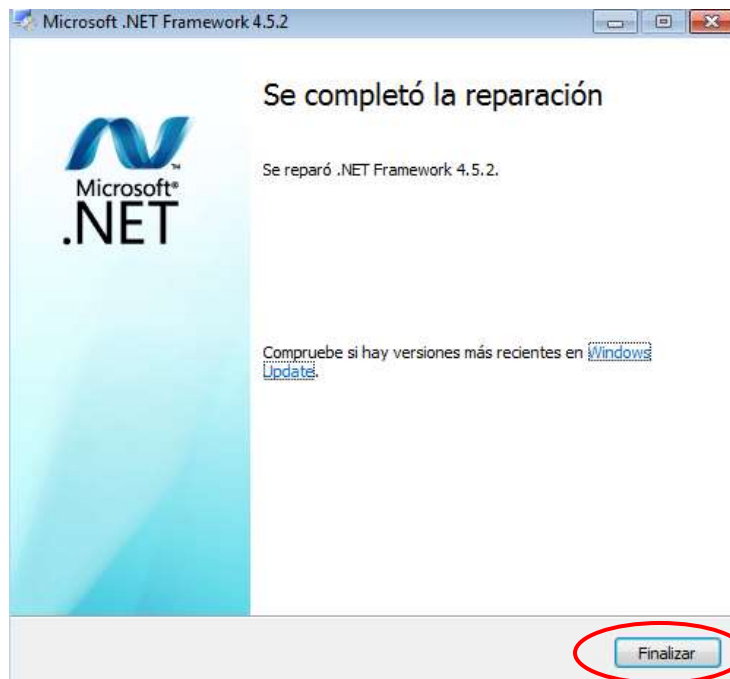 Microsoft .NET Framework 4.5.2
Se completó la reparación
Microsoft®
.NET™
Se reparó .NET Framework 4.5.2.
Compruebe si hay versiones más recientes en Windows
Update.
Finalizar